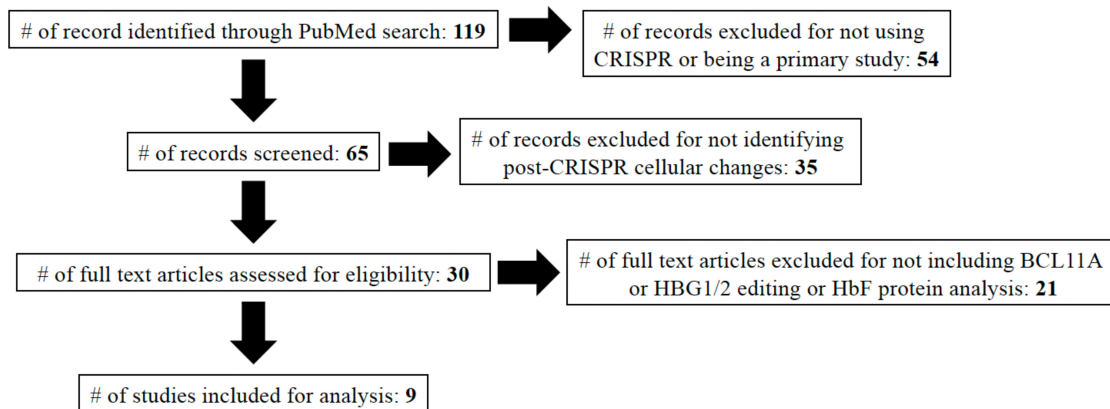 # of record identified through PubMed search: 119
# of records excluded for not using
CRISPR or being a primary study: 54
# of records screened: 65
# of records excluded for not identifying
post-CRISPR cellular changes: 35
# of full text articles assessed for eligibility: 30
# of full text articles excluded for not including BCL11A
or HBG1/2 editing or HbF protein analysis: 21
# of studies included for analysis: 9